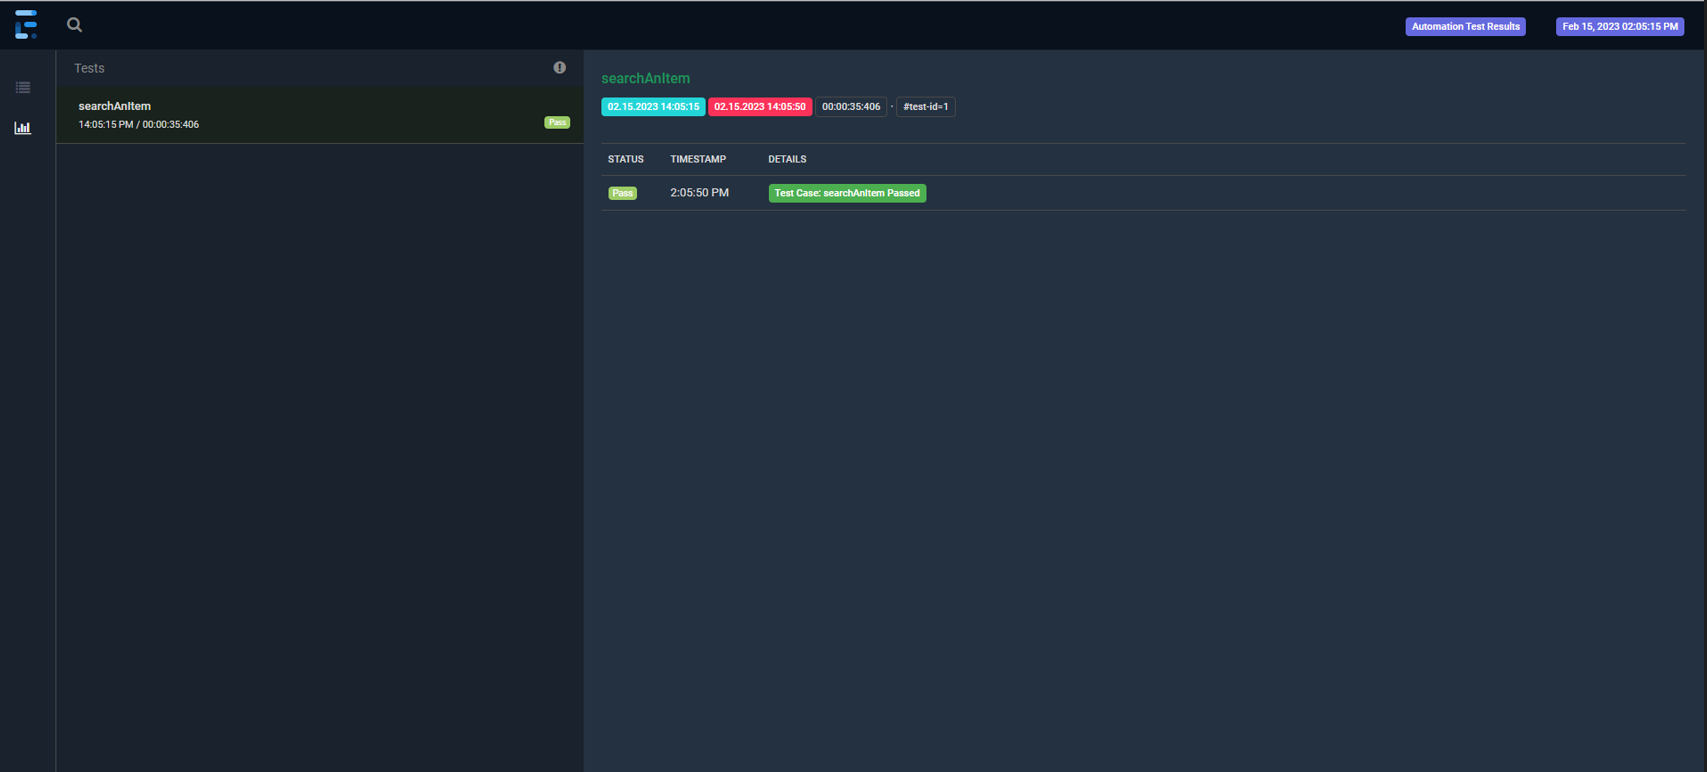 Automation Test Results
Feb 15, 2023 02:05:15 PM
Tests
searchAnItem
14:05:15 PM / 00:00:35:406
Pass
searchAnItem
02.15.2023 14:05:15 02.15.2023 14:05:50 00:00:35:406 · #test-id=1
STATUS TIMESTAMP DETAILS
Pass 2:05:50 PM Test Case: searchAnItem Passed